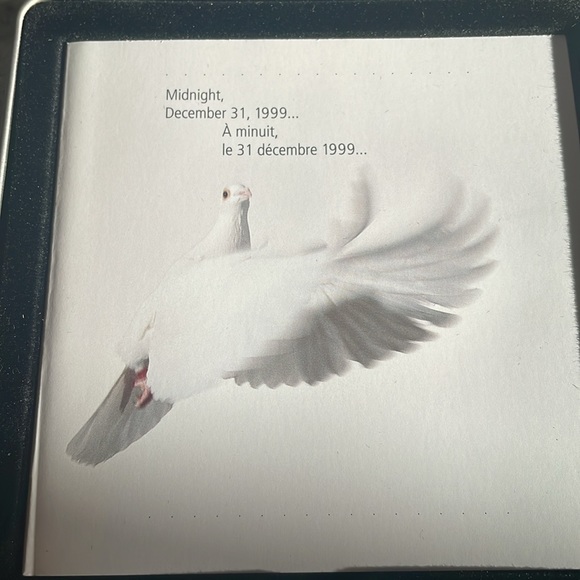 Midnight,
December 31, 1999...
À minuit,
le 31 décembre 1999...